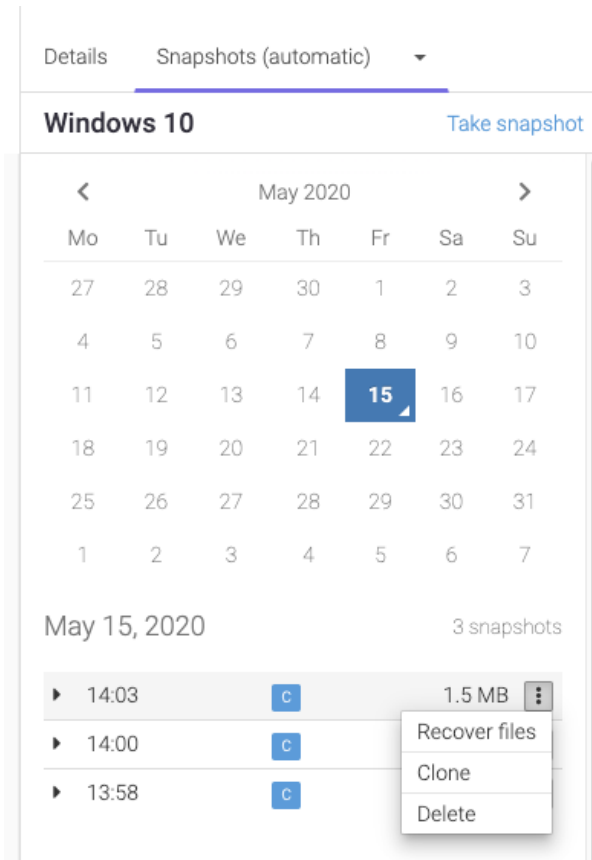 Details Snapshots (automatic)
Windows 10 Take snapshot
May 2020
Mo Tu We Th Fr Sa Su
27 28 29 30 1 2 3
4 5 6 7 8 9 10
11 12 13 14 15 16 17
18 19 20 21 22 23 24
25 26 27 28 29 30 31
1 2 3 4 5 6 7
May 15, 2020 3 snapshots
14:03 C 1.5 MB
14:00 C
13:58 C
Recover files
Clone
Delete